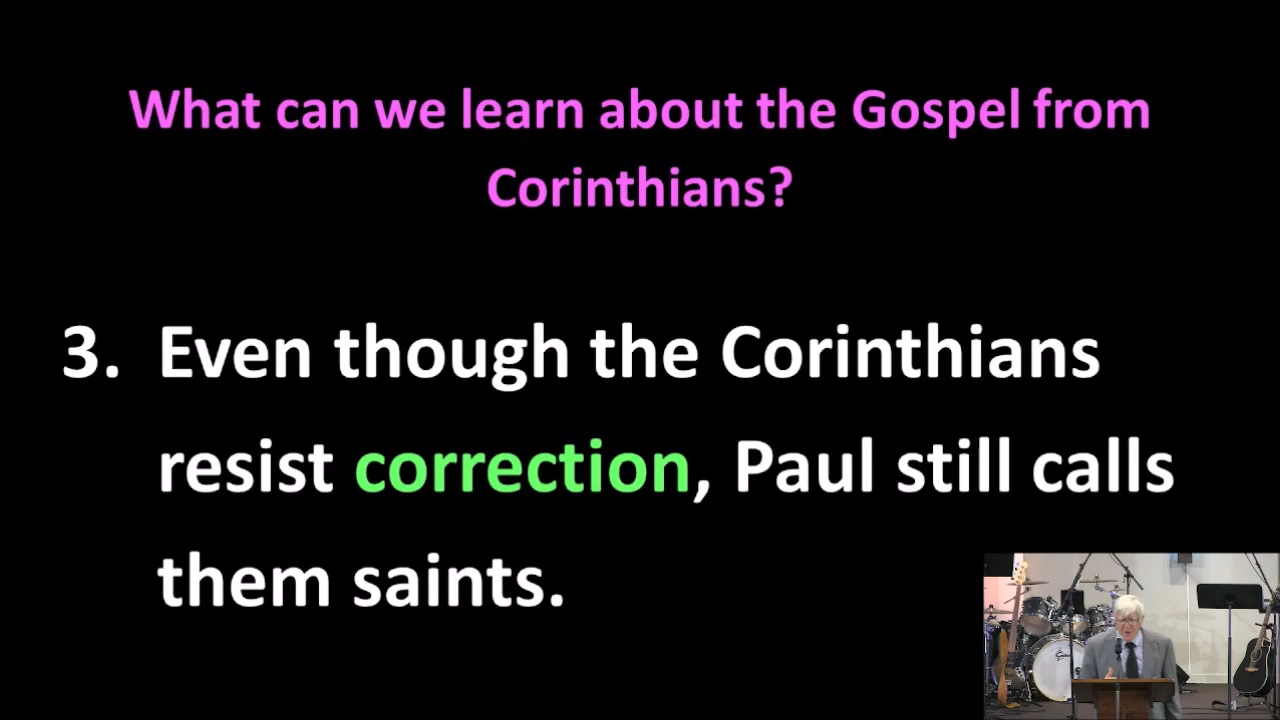 What can we learn about the Gospel from
Corinthians?
3. Even though the Corinthians
resist correction, Paul still calls
them saints.